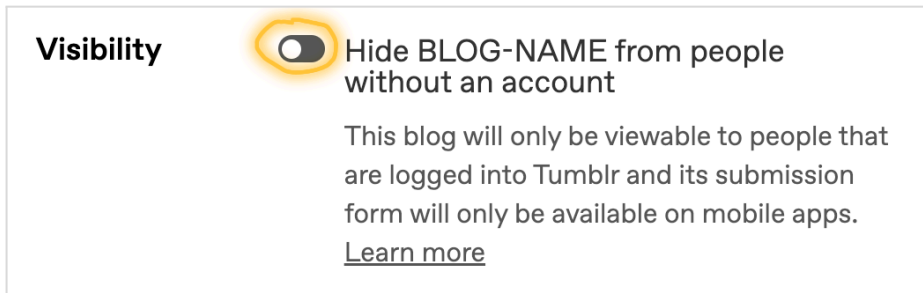 Visibility
Hide BLOG-NAME from people
without an account
This blog will only be viewable to people that
are logged into Tumblr and its submission
form will only be available on mobile apps.
Learn more